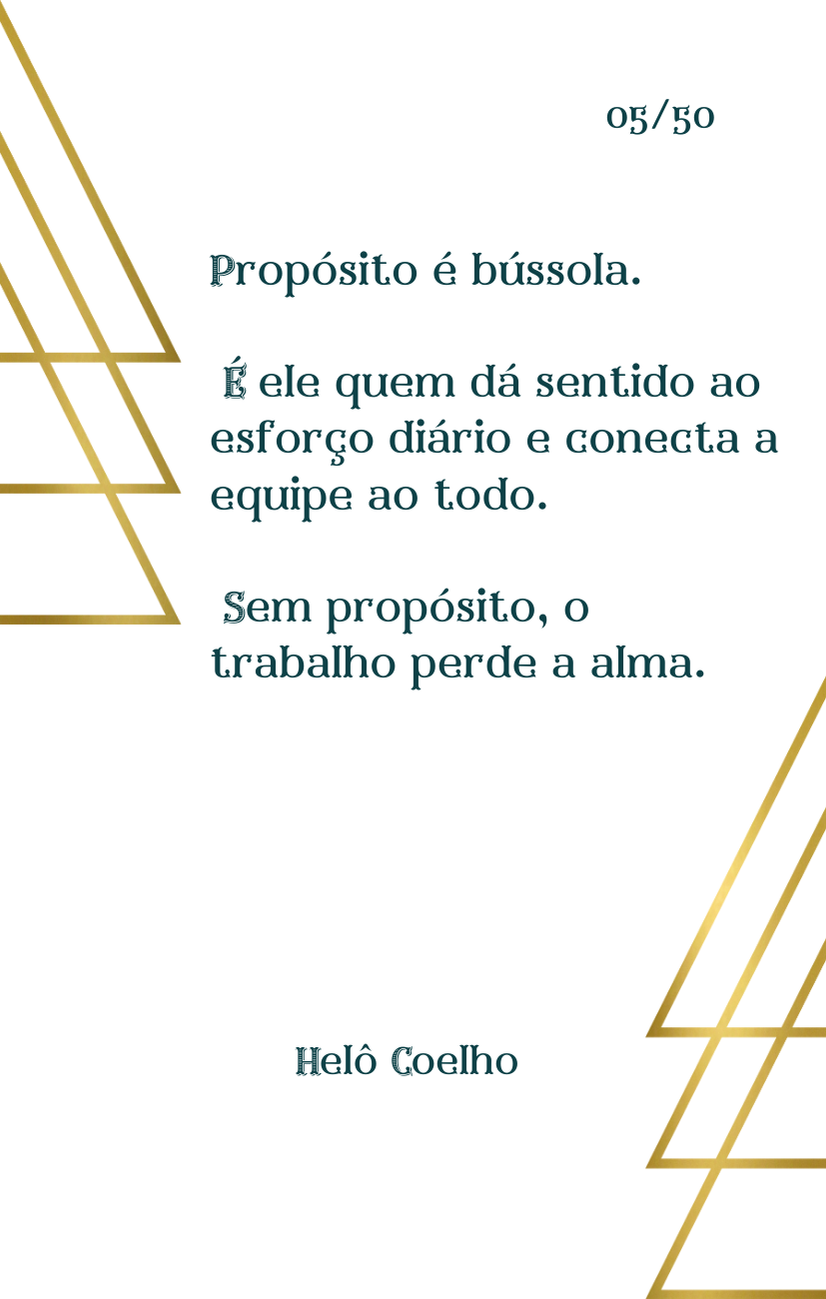 05/50
Propósito é bússola.
É ele quem dá sentido ao
esforço diário e conecta a
equipe ao todo.
Sem propósito, o
trabalho perde a alma.
Helô Coelho